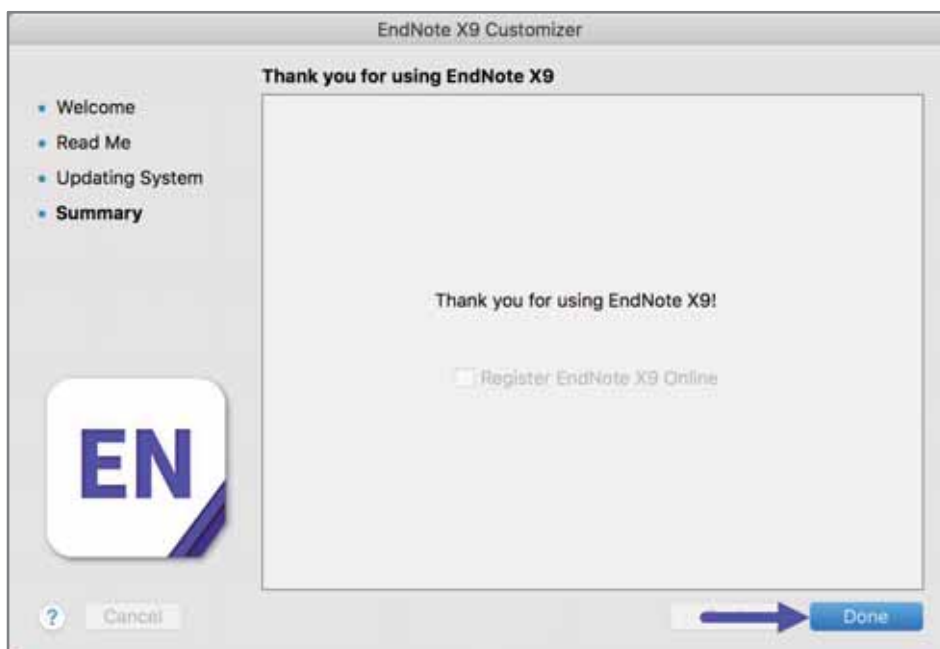 EndNote X9 Customizer
Thank you for using EndNote X9
Welcome
Read Me
Updating System
Summary
Thank you for using EndNote X9!
Register EndNote X9 Online
EN
?
Cancel
Done